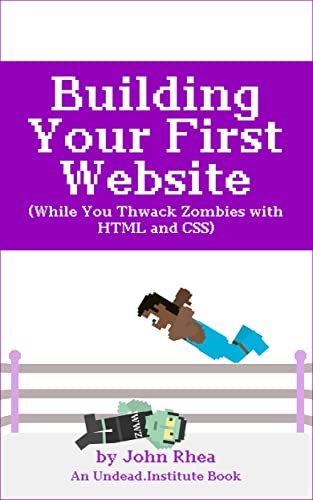 Building
Your First
Website
(While You Thwack Zombies with
HTML and CSS)
WWZ
by John Rhea
An Undead.Institute Book